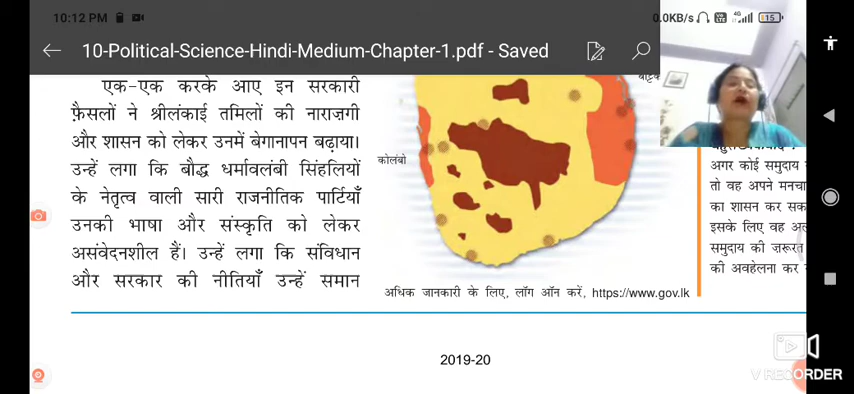 10:12 PM
0.0KB/s
4G
15
10-Political-Science-Hindi-Medium-Chapter-1.pdf - Saved
एक-एक करके आए इन सरकारी
फ़ैसलों ने श्रीलंकाई तमिलों की नाराज़गी
और शासन को लेकर उनमें बेगानापन बढ़ाया।
उन्हें लगा कि बौद्ध धर्मावलंबी सिंहलियों
के नेतृत्व वाली सारी राजनीतिक पार्टियाँ
उनकी भाषा और संस्कृति को लेकर
असंवेदनशील हैं। उन्हें लगा कि संविधान
और सरकार की नीतियाँ उन्हें समान
कोलंबो
अधिक जानकारी के लिए, लॉग ऑन करें, https://www.gov.lk
अगर कोई समुदाय
तो वह अपने मनचा
का शासन कर सक
इसके लिए वह अल
समुदाय की ज़रूरत
की अवहेलना कर
2019-20
V RECORDER